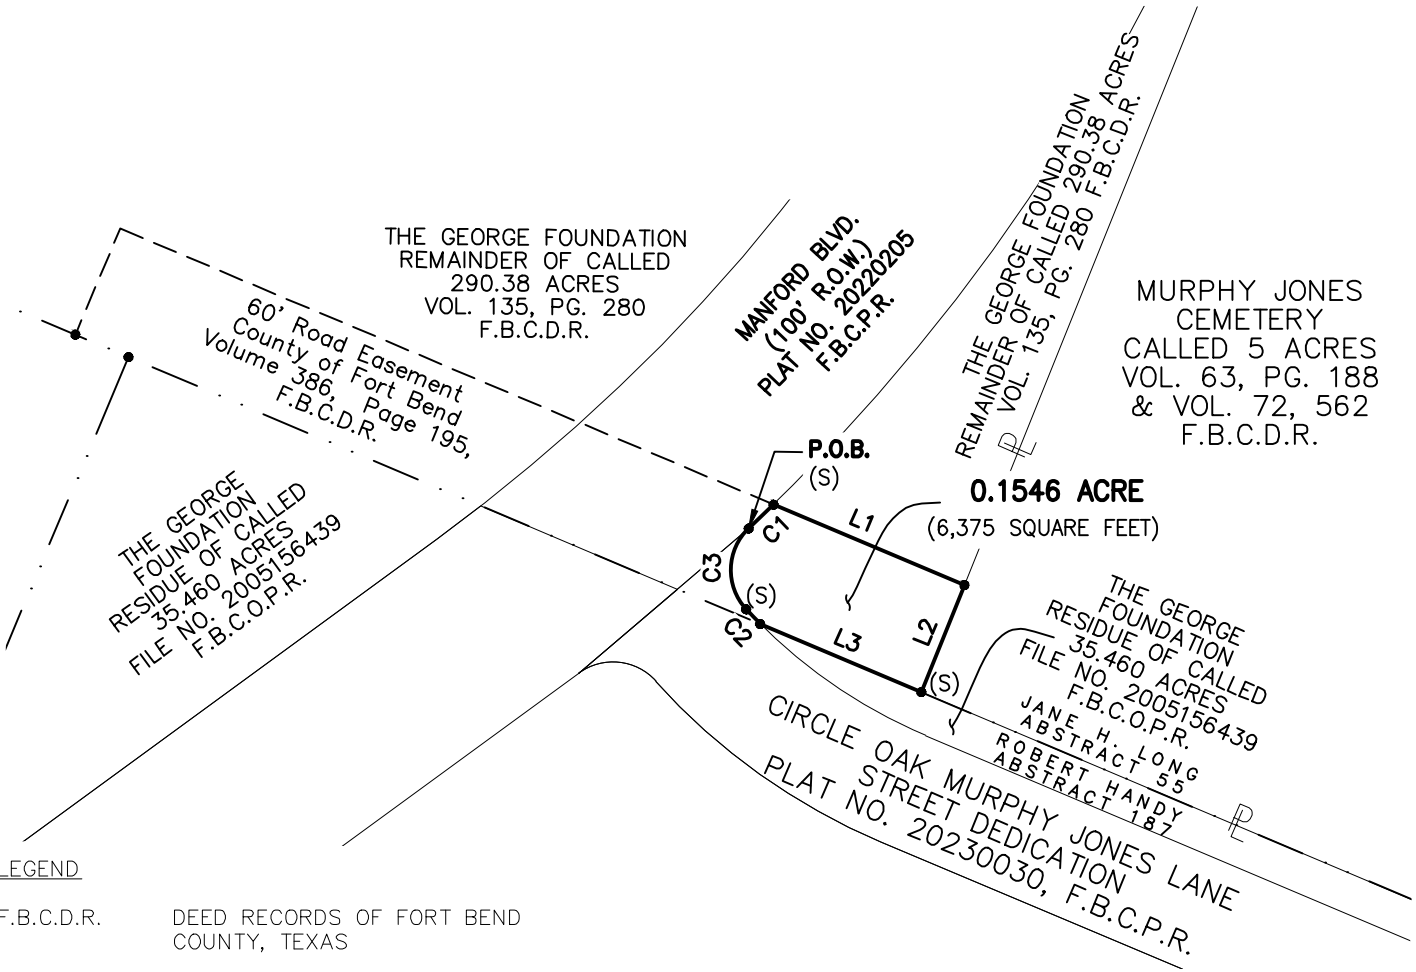 THE GEORGE FOUNDATION
REMAINDER OF CALLED
290.38 ACRES
VOL. 135, PG. 280
F.B.C.D.R.
60' Road Easement
County of Fort Bend
Volume 386, Page 195,
F.B.C.D.R.
MANFORD BLVD.
(100' R.O.W.)
PLAT NO. 20220205
F.B.C.P.R.
THE GEORGE FOUNDATION
REMAINDER OF CALLED 290.38 ACRES
VOL. 135, PG. 280 F.B.C.D.R.
MURPHY JONES
CEMETERY
CALLED 5 ACRES
VOL. 63, PG. 188
& VOL. 72, 562
F.B.C.D.R.
PL
P.O.B.
(S)
0.1546 ACRE
(6,375 SQUARE FEET)
L1
C1
C3
(S)
C2
L3
L2
(S)
THE GEORGE
FOUNDATION
RESIDUE OF CALLED
35.460 ACRES
FILE NO. 2005156439
F.B.C.O.P.R.
THE GEORGE
FOUNDATION
RESIDUE OF CALLED
35.460 ACRES
FILE NO. 2005156439
F.B.C.O.P.R.
JANE H. LONG
ABSTRACT 55
ROBERT HANDY
ABSTRACT 187
PL
CIRCLE OAK MURPHY JONES LANE
STREET DEDICATION
PLAT NO. 20230030, F.B.C.P.R.
LEGEND
F.B.C.D.R. DEED RECORDS OF FORT BEND
COUNTY, TEXAS